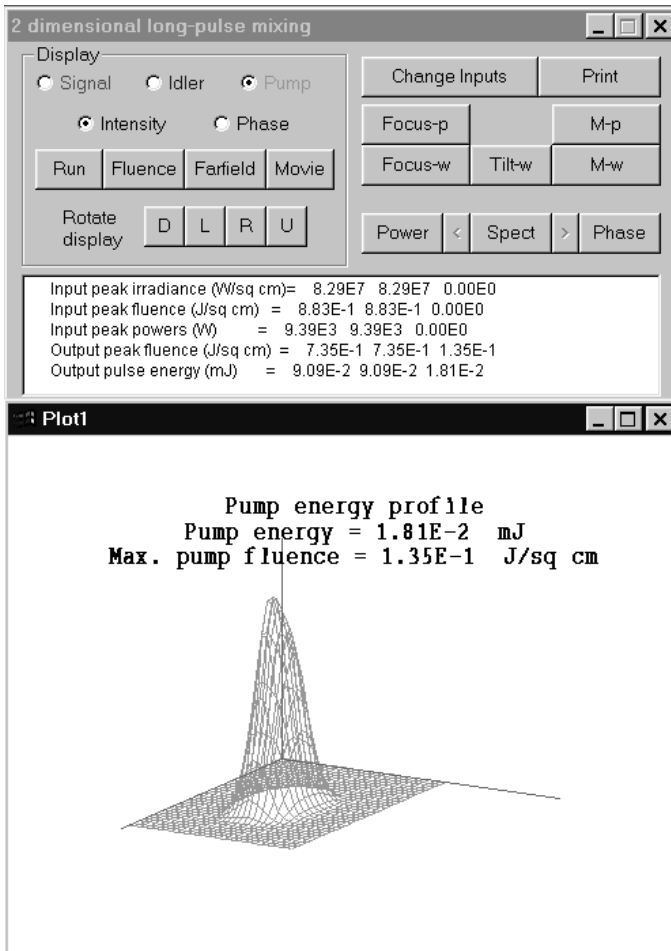 2 dimensional long-pulse mixing
Display
Signal Idler Pump
Intensity Phase
Run Fluence Farfield Movie
Rotate display D L R U
Change Inputs Print
Focus-p M-p
Focus-w Tilt-w M-w
Power < Spect > Phase
Input peak irradiance (W/sq cm)= 8.29E7 8.29E7 0.00E0
Input peak fluence (J/sq cm) = 8.83E-1 8.83E-1 0.00E0
Input peak powers (W) = 9.39E3 9.39E3 0.00E0
Output peak fluence (J/sq cm) = 7.35E-1 7.35E-1 1.35E-1
Output pulse energy (mJ) = 9.09E-2 9.09E-2 1.81E-2
Plot1
Pump energy profile
Pump energy = 1.81E-2 mJ
Max. pump fluence = 1.35E-1 J/sq cm